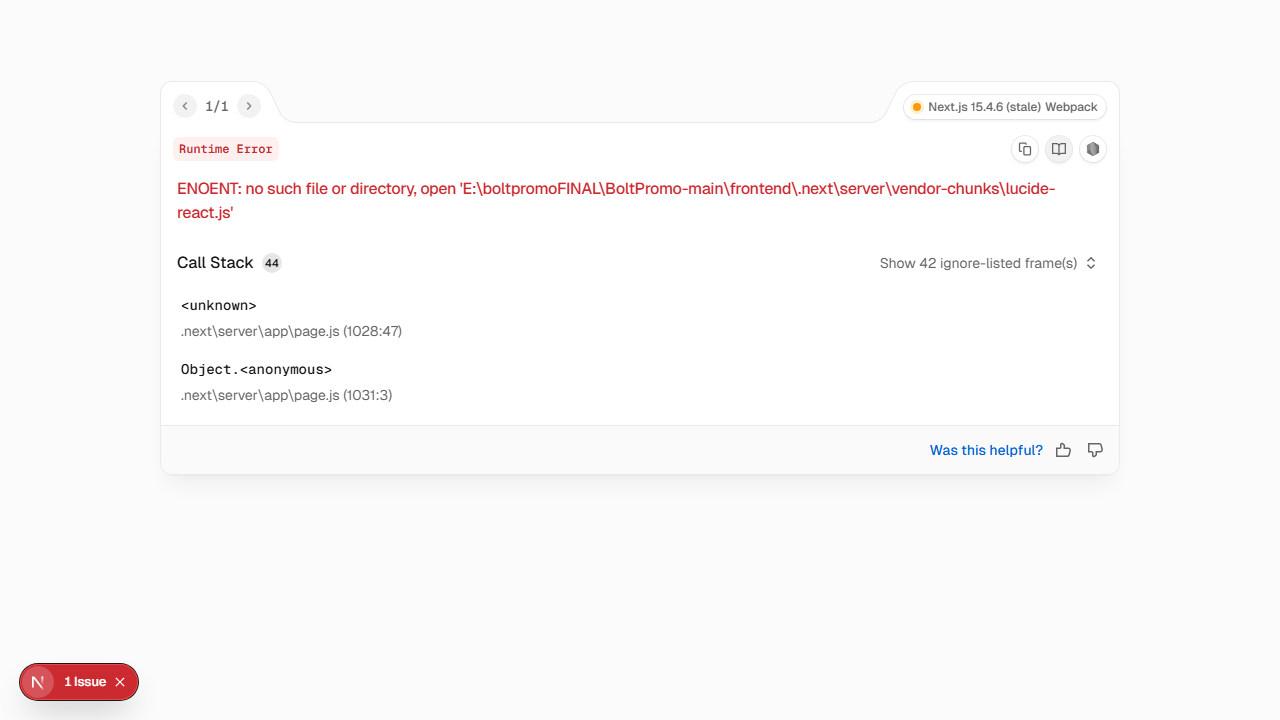 1/1
Next.js 15.4.6 (stale) Webpack
Runtime Error
ENOENT: no such file or directory, open 'E:\boltpromoFINAL\BoltPromo-main\frontend\.next\server\vendor-chunks\lucide-
react.js'
Call Stack 44
Show 42 ignore-listed frame(s)
<unknown>
.next\server\app\page.js (1028:47)
Object.<anonymous>
.next\server\app\page.js (1031:3)
Was this helpful?
N 1 Issue